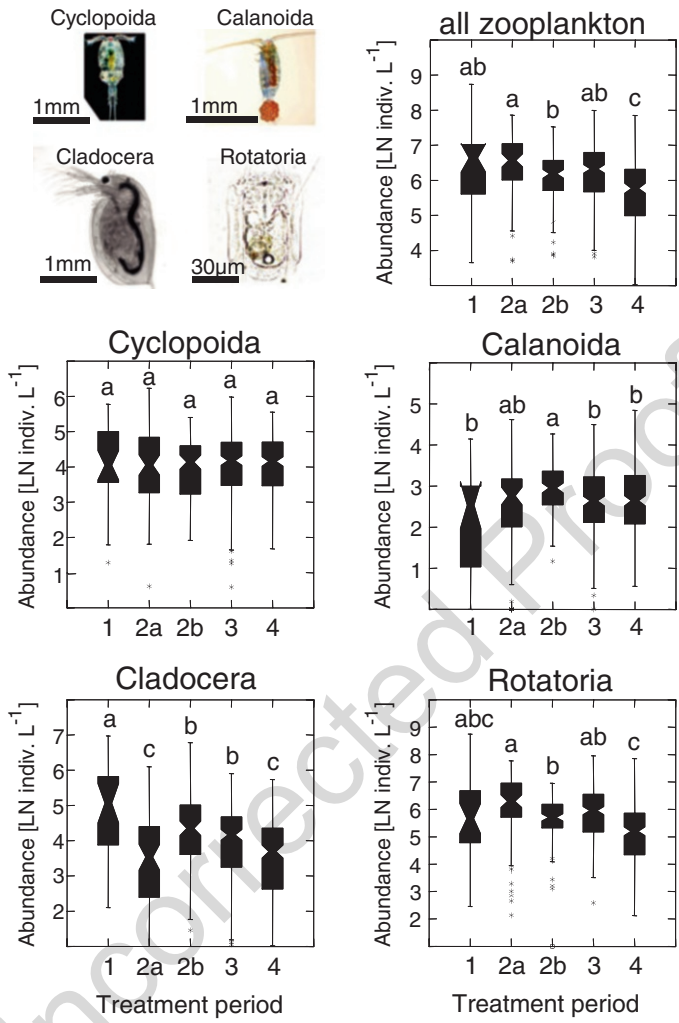 Cyclopoida
Calanoida
1mm
1mm
Cladocera
Rotatoria
1mm
30µm
all zooplankton
Abundance [LN indiv. L⁻¹]
9
8
7
6
5
4
ab
a
b
ab
c
1 2a 2b 3 4
Cyclopoida
Abundance [LN indiv. L⁻¹]
6
5
4
3
2
1
a
a
a
a
a
1 2a 2b 3 4
Calanoida
Abundance [LN indiv. L⁻¹]
5
4
3
2
1
b
ab
a
b
b
1 2a 2b 3 4
Cladocera
Abundance [LN indiv. L⁻¹]
7
6
5
4
3
2
a
c
b
b
c
1 2a 2b 3 4
Treatment period
Rotatoria
Abundance [LN indiv. L⁻¹]
9
8
7
6
5
4
3
2
abc
a
b
ab
c
1 2a 2b 3 4
Treatment period
Incorrected Proof